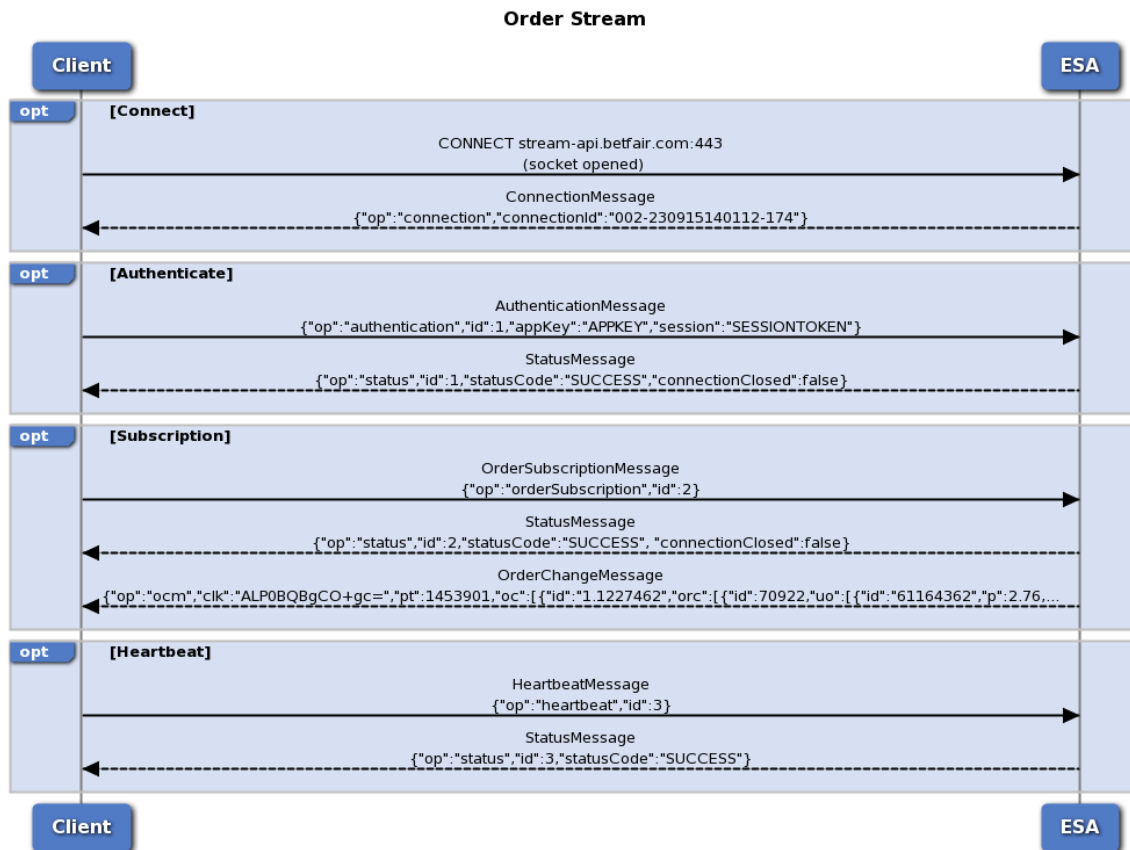 Order Stream
Client
ESA
opt
[Connect]
CONNECT stream-api.betfair.com:443
(socket opened)
ConnectionMessage
{"op":"connection","connectionId":"002-230915140112-174"}
opt
[Authenticate]
AuthenticationMessage
{"op":"authentication","id":1,"appKey":"APPKEY","session":"SESSIONTOKEN"}
StatusMessage
{"op":"status","id":1,"statusCode":"SUCCESS","connectionClosed":false}
opt
[Subscription]
OrderSubscriptionMessage
{"op":"orderSubscription","id":2}
StatusMessage
{"op":"status","id":2,"statusCode":"SUCCESS", "connectionClosed":false}
OrderChangeMessage
{"op":"ocm","clk":"ALP0BQBgCO+gc=","pt":1453901,"oc":[{"id":"1.1227462","orc":[{"id":70922,"uo":[{"id":"61164362","p":2.76,...
opt
[Heartbeat]
HeartbeatMessage
{"op":"heartbeat","id":3}
StatusMessage
{"op":"status","id":3,"statusCode":"SUCCESS"}
Client
ESA